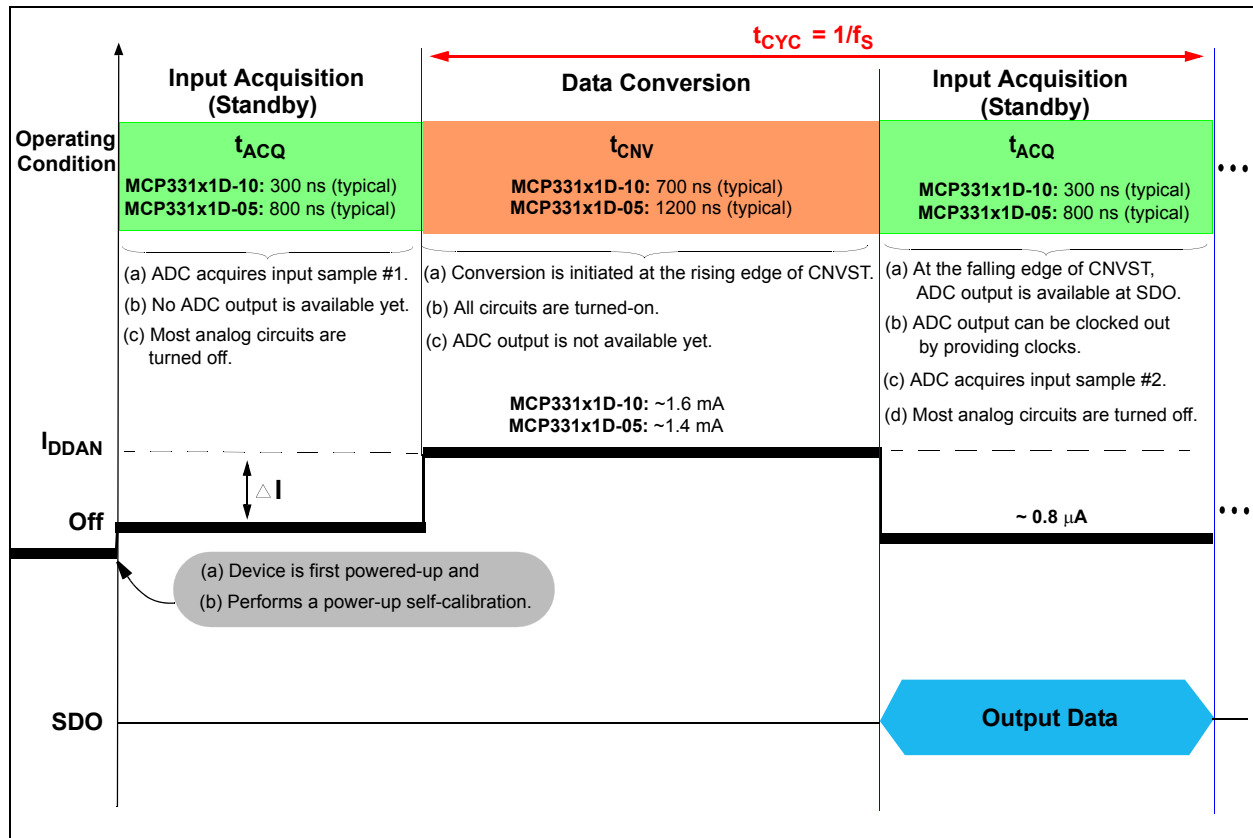 tCYC = 1/fS
Input Acquisition
(Standby)
Data Conversion
Input Acquisition
(Standby)
Operating
Condition
tACQ
MCP331x1D-10: 300 ns (typical)
MCP331x1D-05: 800 ns (typical)
tCNV
MCP331x1D-10: 700 ns (typical)
MCP331x1D-05: 1200 ns (typical)
tACQ
MCP331x1D-10: 300 ns (typical)
MCP331x1D-05: 800 ns (typical)
(a) ADC acquires input sample #1.
(b) No ADC output is available yet.
(c) Most analog circuits are
turned off.
(a) Conversion is initiated at the rising edge of CNVST.
(b) All circuits are turned-on.
(c) ADC output is not available yet.
(a) At the falling edge of CNVST,
ADC output is available at SDO.
(b) ADC output can be clocked out
by providing clocks.
(c) ADC acquires input sample #2.
(d) Most analog circuits are turned off.
MCP331x1D-10: ~1.6 mA
MCP331x1D-05: ~1.4 mA
IDDAN
△ I
Off
~ 0.8 µA
(a) Device is first powered-up and
(b) Performs a power-up self-calibration.
SDO
Output Data